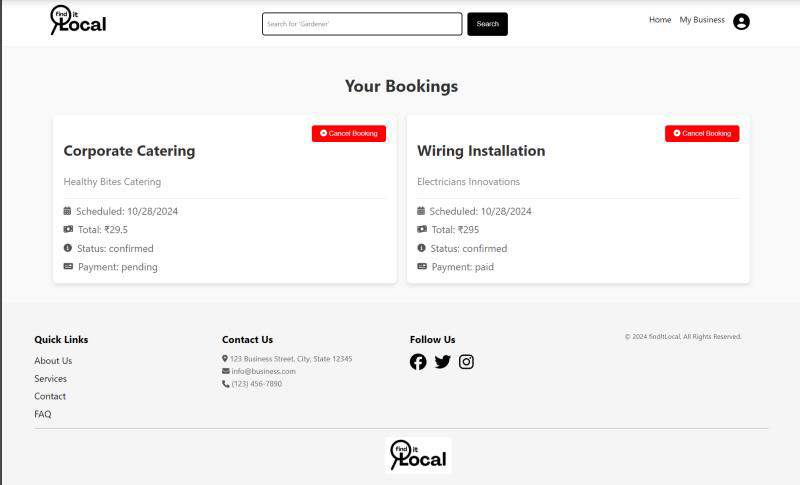 find it
Local
Search for 'Gardener'
Search
Home
My Business
Your Bookings
Cancel Booking
Corporate Catering
Healthy Bites Catering
Scheduled: 10/28/2024
Total: ₹29.5
Status: confirmed
Payment: pending
Cancel Booking
Wiring Installation
Electricians Innovations
Scheduled: 10/28/2024
Total: ₹295
Status: confirmed
Payment: paid
Quick Links
About Us
Services
Contact
FAQ
Contact Us
123 Business Street, City, State 12345
info@business.com
(123) 456-7890
Follow Us
© 2024 findItLocal. All Rights Reserved.
find it
Local